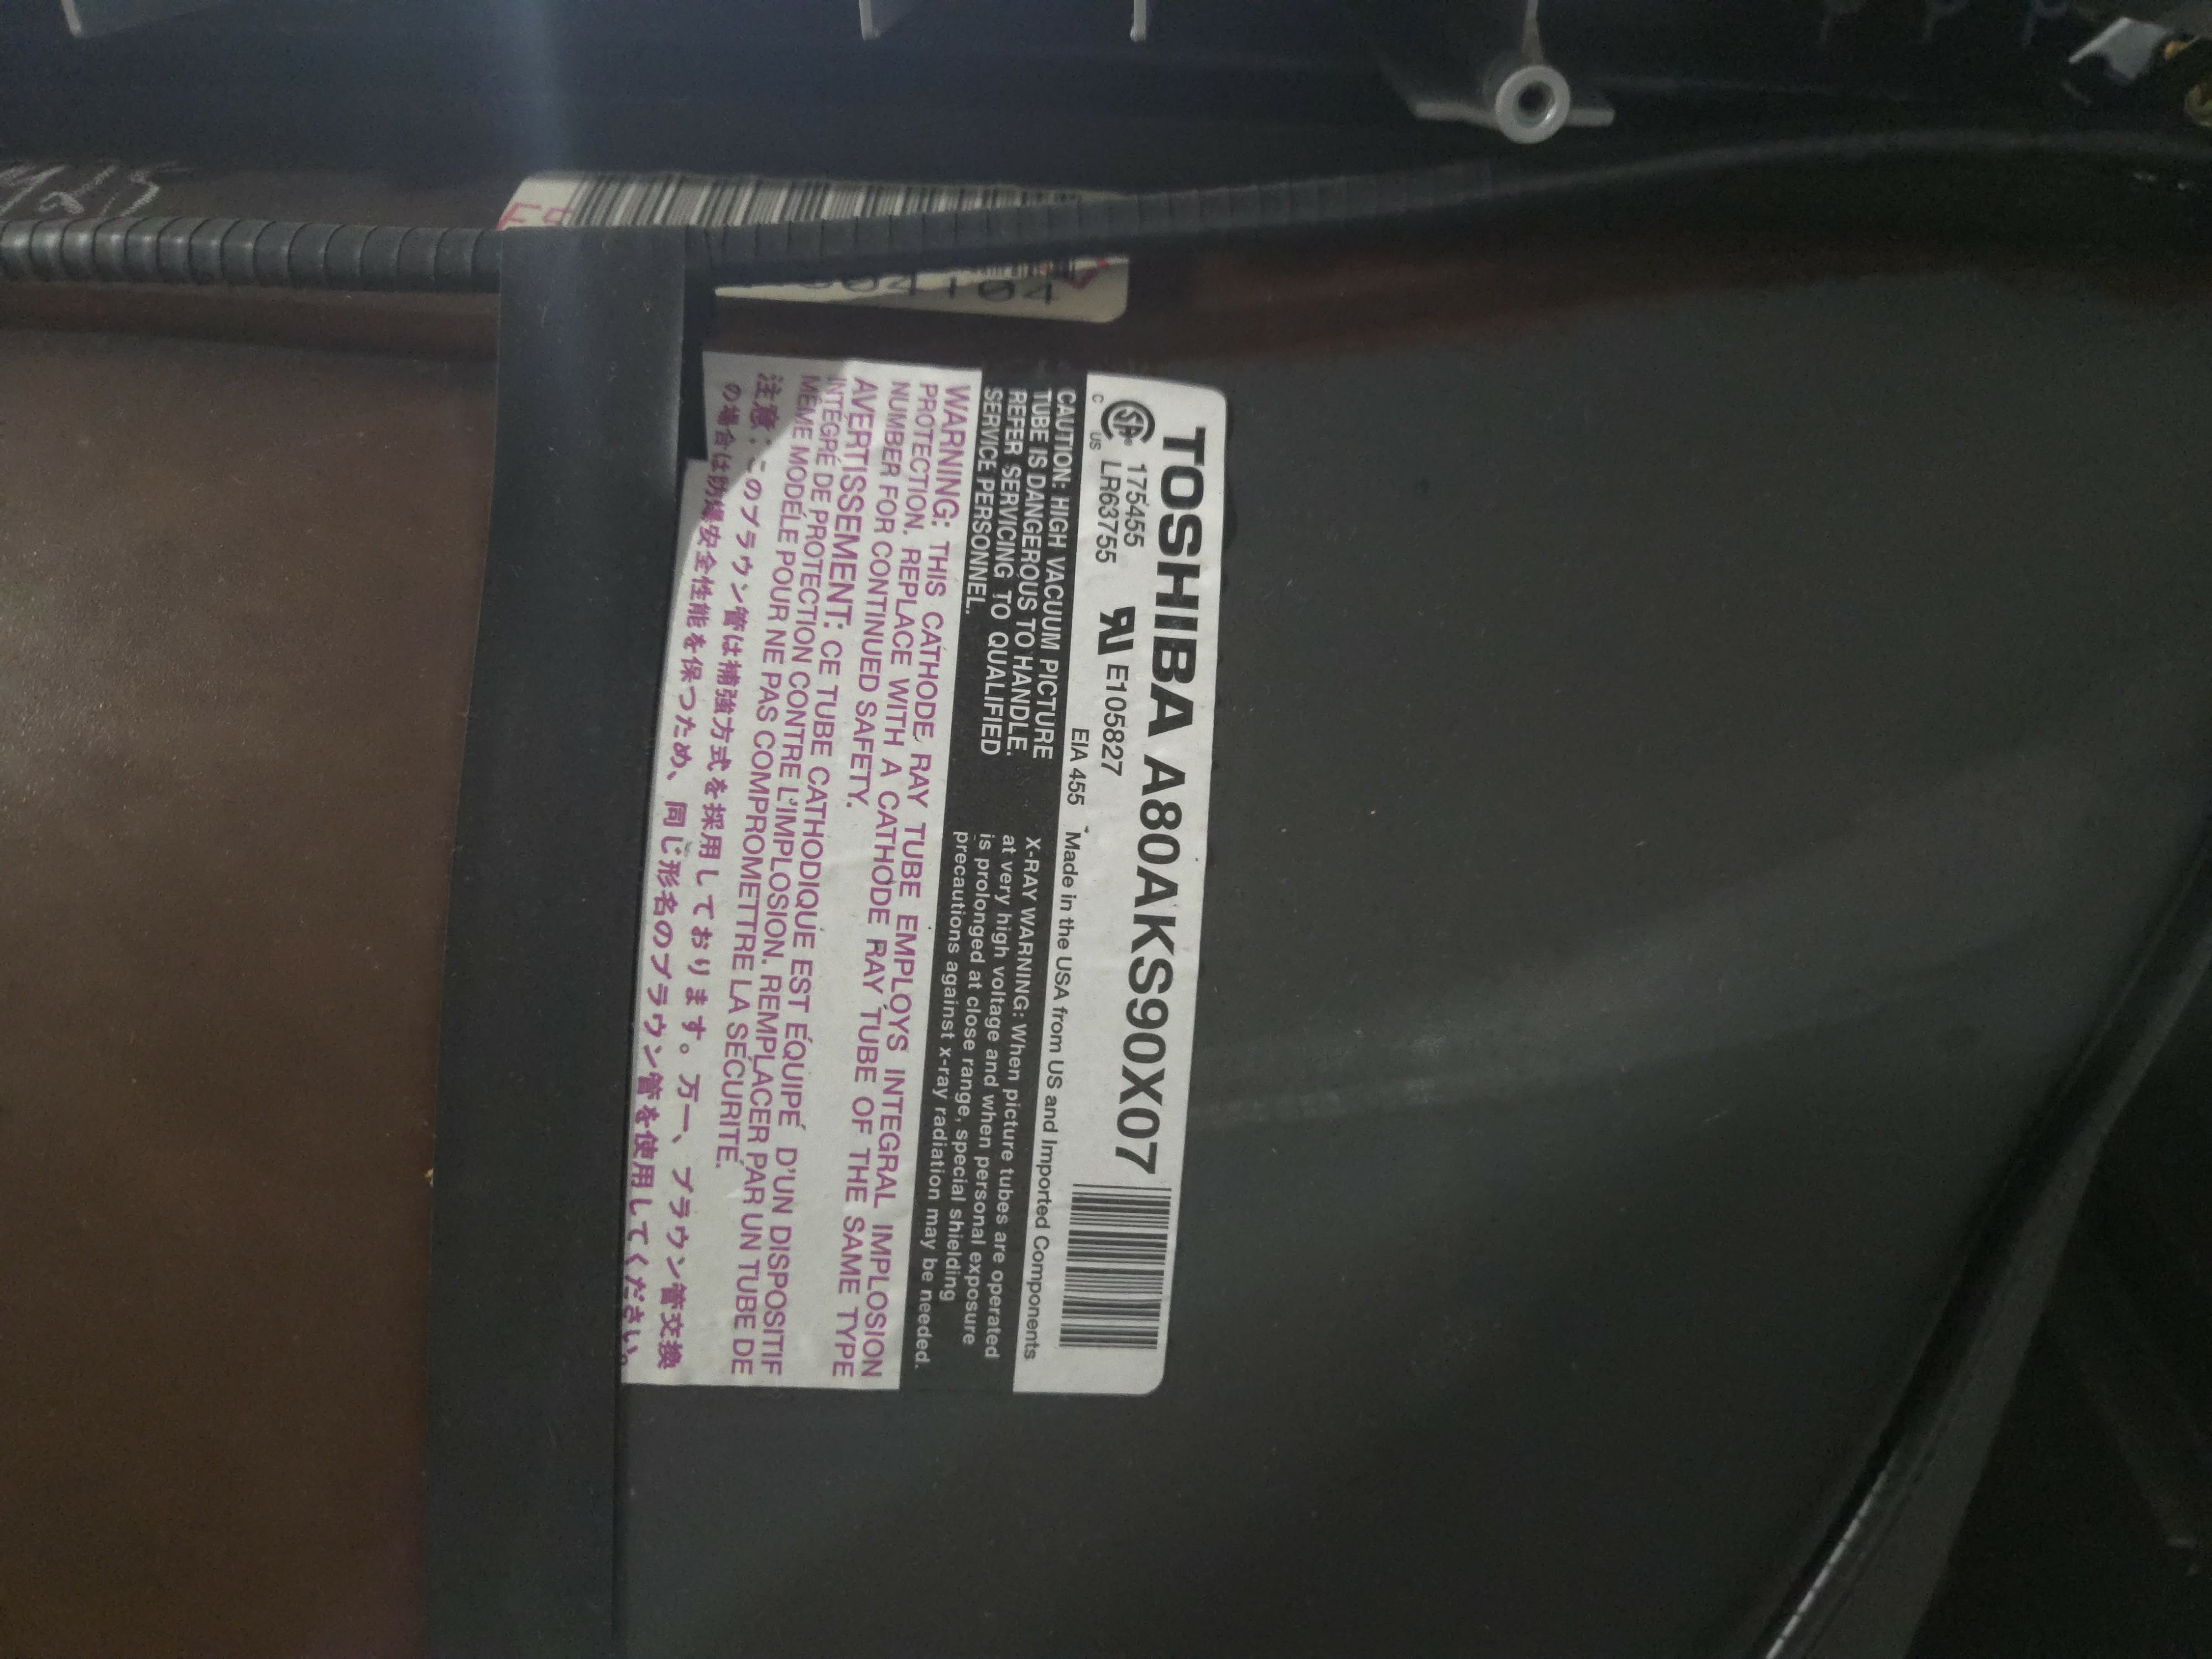 TOSHIBA A80AKS90X07
175455
LR63755
E105827
C US
EIA 455
Made in the USA from US and Imported Components
CAUTION: HIGH VACUUM PICTURE
TUBE IS DANGEROUS TO HANDLE.
REFER SERVICING TO QUALIFIED
SERVICE PERSONNEL.
X-RAY WARNING: When picture tubes are operated
at very high voltage and when personal exposure
is prolonged at close range, special shielding
precautions against x-ray radiation may be needed.
WARNING: THIS CATHODE RAY TUBE EMPLOYS INTEGRAL IMPLOSION
PROTECTION. REPLACE WITH A CATHODE RAY TUBE OF THE SAME TYPE
NUMBER FOR CONTINUED SAFETY.
AVERTISSEMENT: CE TUBE CATHODIQUE EST ÉQUIPÉ D'UN DISPOSITIF
INTÉGRÉ DE PROTECTION CONTRE L'IMPLOSION. REMPLACER PAR UN TUBE DE
MÊME MODÈLE POUR NE PAS COMPROMETTRE LA SÉCURITÉ.
注意：このブラウン管は補強方式を採用しております。万一、ブラウン管交換
の場合は防爆安全性能を保つため、同じ形名のブラウン管を使用してください。